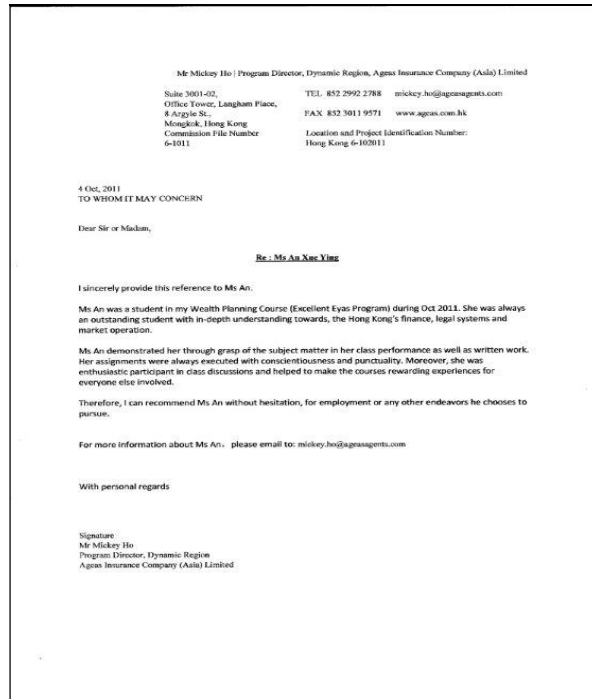 Mr Mickey Ho | Program Director, Dynamic Region, Ageas Insurance Company (Asia) Limited
Suite 3001-02,
Office Tower, Langham Place,
8 Argyle St.,
Mongkok, Hong Kong
Commission File Number
6-1011
TEL 852 2992 2788 mickey.ho@ageasagents.com
FAX 852 3011 9571 www.ageas.com.hk
Location and Project Identification Number:
Hong Kong 6-102011
4 Oct, 2011
TO WHOM IT MAY CONCERN
Dear Sir or Madam,
Re : Ms An Xue Ying
I sincerely provide this reference to Ms An.
Ms An was a student in my Wealth Planning Course (Excellent Eyas Program) during Oct 2011. She was always
an outstanding student with in-depth understanding towards, the Hong Kong's finance, legal systems and
market operation.
Ms An demonstrated her through grasp of the subject matter in her class performance as well as written work.
Her assignments were always executed with conscientiousness and punctuality. Moreover, she was
enthusiastic participant in class discussions and helped to make the courses rewarding experiences for
everyone else involved.
Therefore, I can recommend Ms An without hesitation, for employment or any other endeavors he chooses to
pursue.
For more information about Ms An. please email to: mickey.ho@ageasagents.com
With personal regards
Signature
Mr Mickey Ho
Program Director, Dynamic Region
Ageas Insurance Company (Asia) Limited